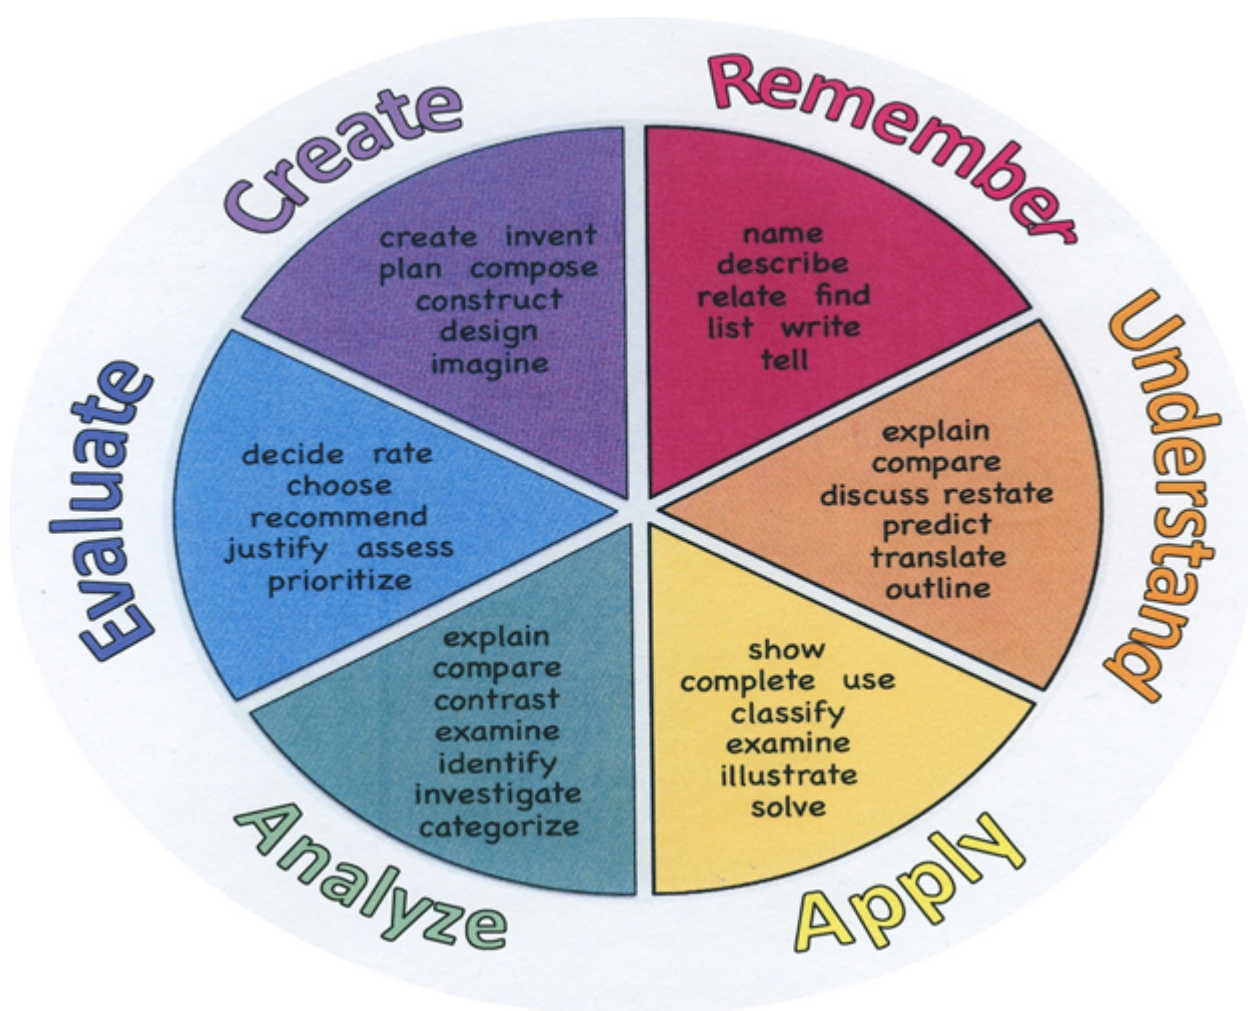 Remember
name
describe
relate find
list write
tell
Understand
explain
compare
discuss restate
predict
translate
outline
Apply
show
complete use
classify
examine
illustrate
solve
Analyze
explain
compare
contrast
examine
identify
investigate
categorize
Evaluate
decide rate
choose
recommend
justify assess
prioritize
Create
create invent
plan compose
construct
design
imagine